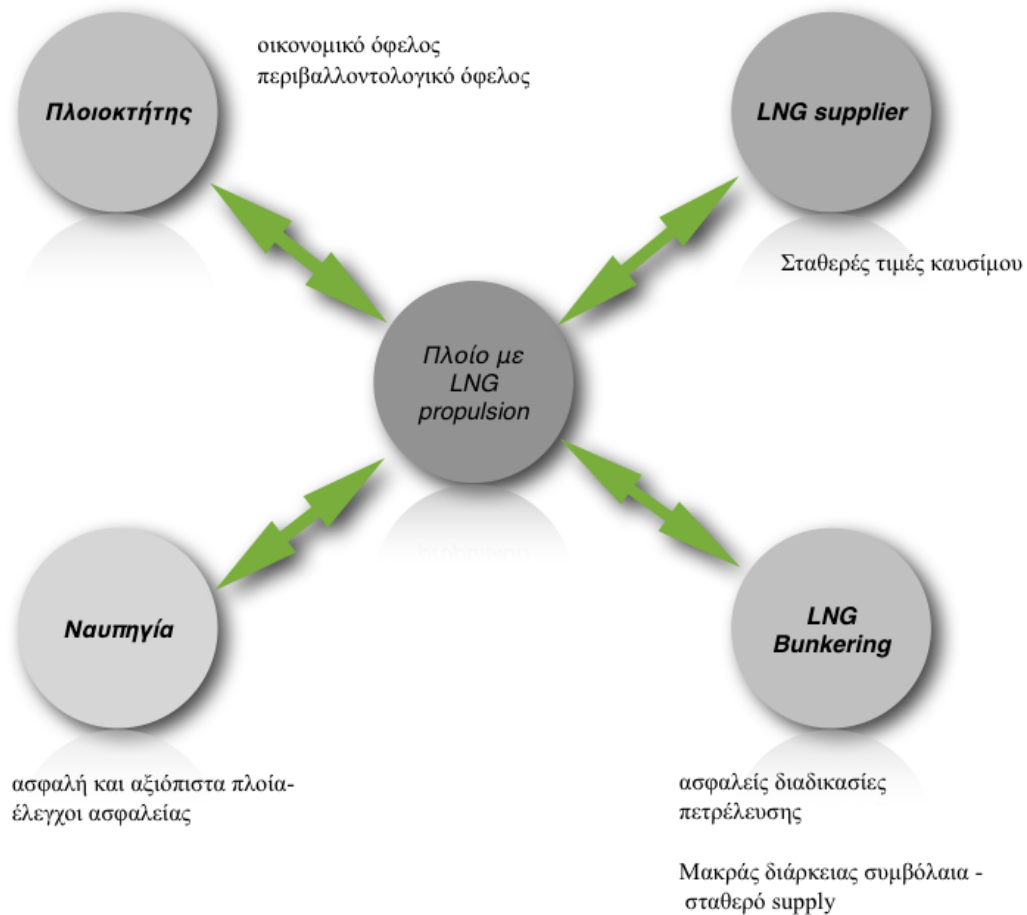 οικονομικό όφελος
περιβαλλοντολογικό όφελος
Πλοιοκτήτης
LNG supplier
Σταθερές τιμές καυσίμου
Πλοίο με
LNG
propulsion
Ναυπηγία
LNG
Bunkering
ασφαλή και αξιόπιστα πλοία-
έλεγχοι ασφαλείας
ασφαλείς διαδικασίες
πετρέλευσης
Μακράς διάρκειας συμβόλαια -
σταθερό supply